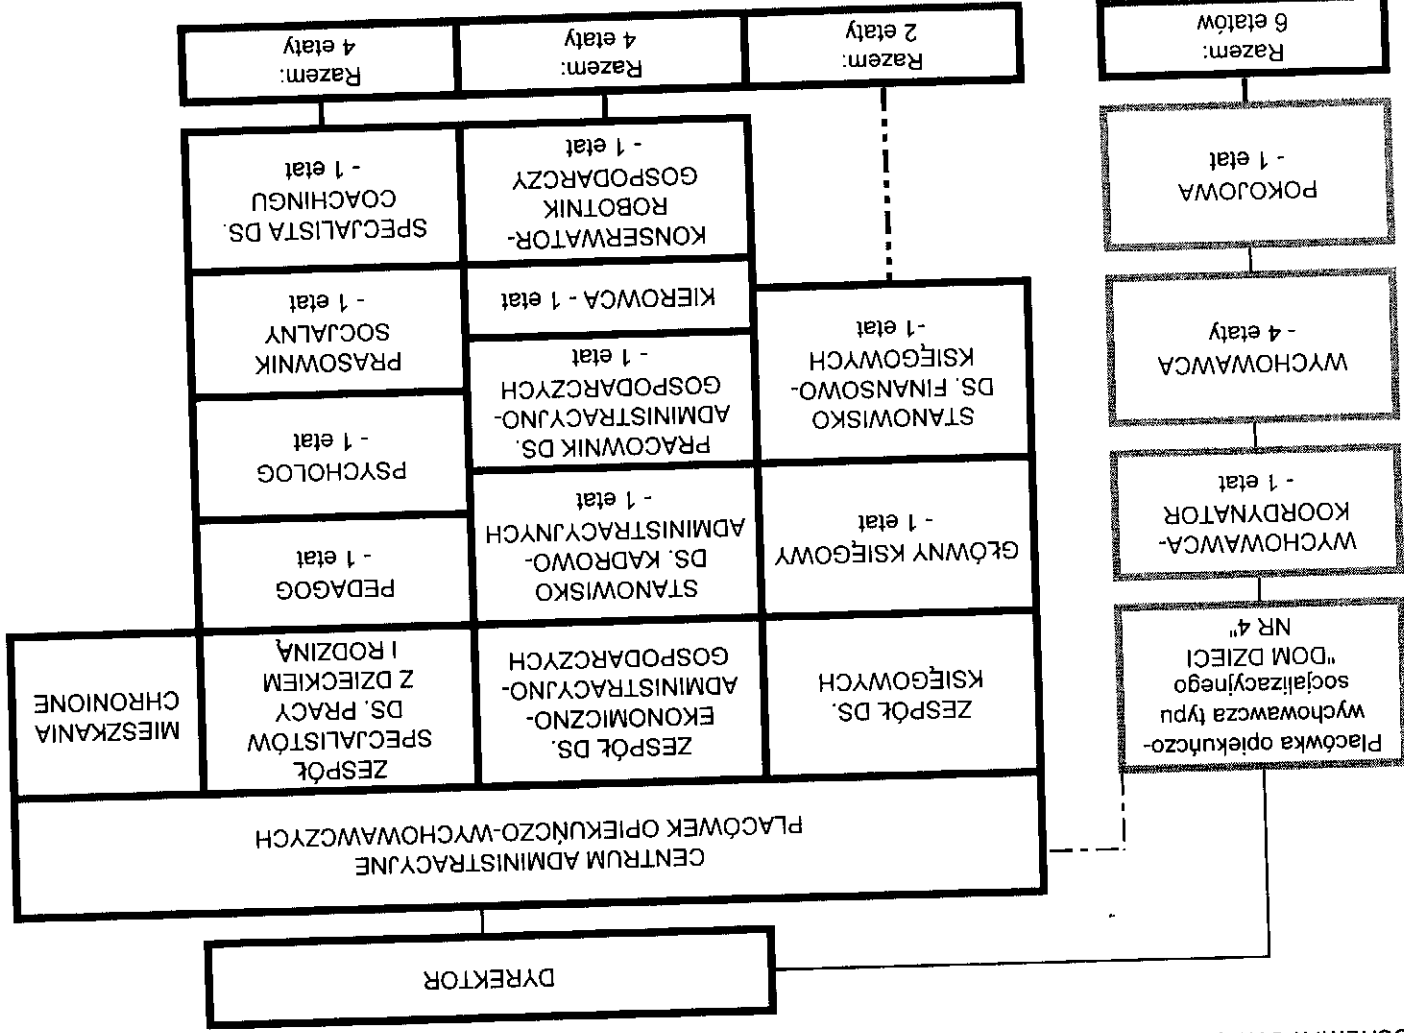 DYREKTOR
CENTRUM ADMINISTRACYJNE
PLACÓWEK OPIEKUŃCZO-WYCHOWAWCZYCH
Placówka opiekuńczo-
wychowawcza typu
socjalizacyjnego
"DOM DZIECI
NR 4"
WYCHOWAWCA-
KOORDYNATOR
- 1 etat
WYCHOWAWCA
- 4 etaty
POKOJOWA
- 1 etat
Razem:
6 etatów
ZESPÓŁ DS.
KSIĘGOWYCH
GŁÓWNY KSIĘGOWY
- 1 etat
STANOWISKO
DS. FINANSOWO-
KSIĘGOWYCH
-1 etat
Razem:
2 etaty
ZESPÓŁ DS.
EKONOMICZNO-
ADMINISTRACYJNO-
GOSPODARCZYCH
STANOWISKO
DS. KADROWO-
ADMINISTRACYJNYCH
- 1 etat
PRACOWNIK DS.
ADMINISTRACYJNO-
GOSPODARCZYCH
- 1 etat
KIEROWCA - 1 etat
KONSERWATOR-
ROBOTNIK
GOSPODARCZY
- 1 etat
Razem:
4 etaty
ZESPÓŁ
SPECJALISTÓW
DS. PRACY
Z DZIECKIEM
I RODZINĄ
PEDAGOG
- 1 etat
PSYCHOLOG
- 1 etat
PRASOWNIK
SOCJALNY
- 1 etat
SPECJALISTA DS.
COACHINGU
- 1 etat
Razem:
4 etaty
MIESZKANIA
CHRONIONE